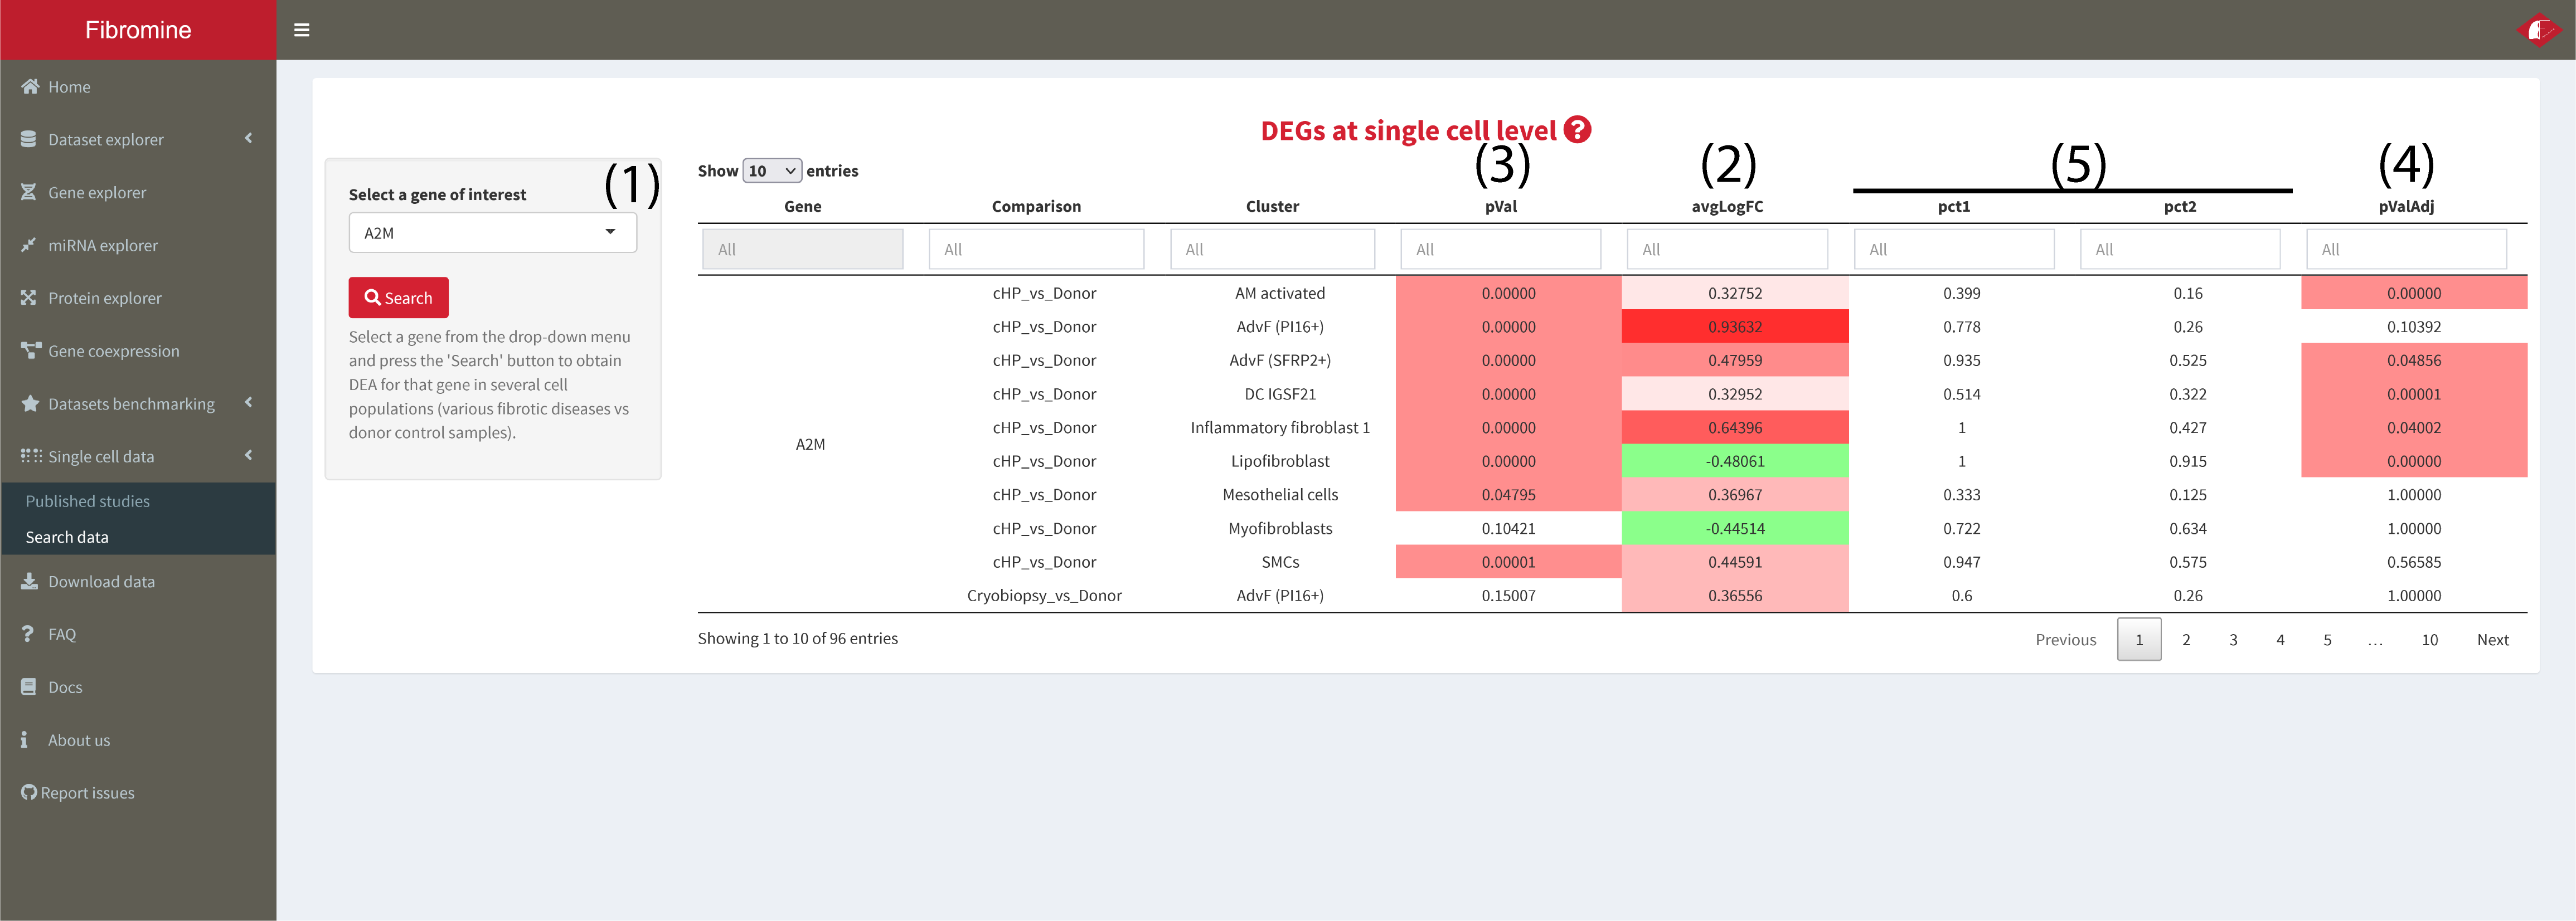 Fibromine
Home
Dataset explorer
Gene explorer
miRNA explorer
Protein explorer
Gene coexpression
Datasets benchmarking
Single cell data
Published studies
Search data
Download data
FAQ
Docs
About us
Report issues
DEGs at single cell level ?
(1)
Select a gene of interest
A2M
Search
Select a gene from the drop-down menu
and press the 'Search' button to obtain
DEA for that gene in several cell
populations (various fibrotic diseases vs
donor control samples).
Show 10 entries
(3) (2) (5) (4)
Gene Comparison Cluster pVal avgLogFC pct1 pct2 pValAdj
All All All All All All All All
cHP_vs_Donor AM activated 0.00000 0.32752 0.399 0.16 0.00000
cHP_vs_Donor AdvF (PI16+) 0.00000 0.93632 0.778 0.26 0.10392
cHP_vs_Donor AdvF (SFRP2+) 0.00000 0.47959 0.935 0.525 0.04856
cHP_vs_Donor DC IGSF21 0.00000 0.32952 0.514 0.322 0.00001
cHP_vs_Donor Inflammatory fibroblast 1 0.00000 0.64396 1 0.427 0.04002
A2M
cHP_vs_Donor Lipofibroblast 0.00000 -0.48061 1 0.915 0.00000
cHP_vs_Donor Mesothelial cells 0.04795 0.36967 0.333 0.125 1.00000
cHP_vs_Donor Myofibroblasts 0.10421 -0.44514 0.722 0.634 1.00000
cHP_vs_Donor SMCs 0.00001 0.44591 0.947 0.575 0.56585
Cryobiopsy_vs_Donor AdvF (PI16+) 0.15007 0.36556 0.6 0.26 1.00000
Showing 1 to 10 of 96 entries
Previous 1 2 3 4 5 … 10 Next